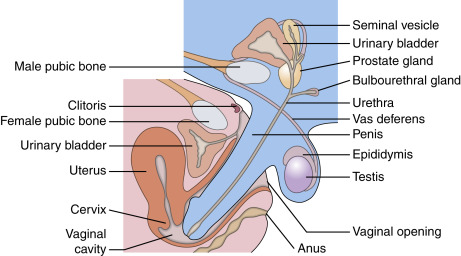 Seminal vesicle
Urinary bladder
Prostate gland
Bulbourethral gland
Urethra
Vas deferens
Penis
Epididymis
Testis
Vaginal opening
Anus
Male pubic bone
Clitoris
Female pubic bone
Urinary bladder
Uterus
Cervix
Vaginal
cavity